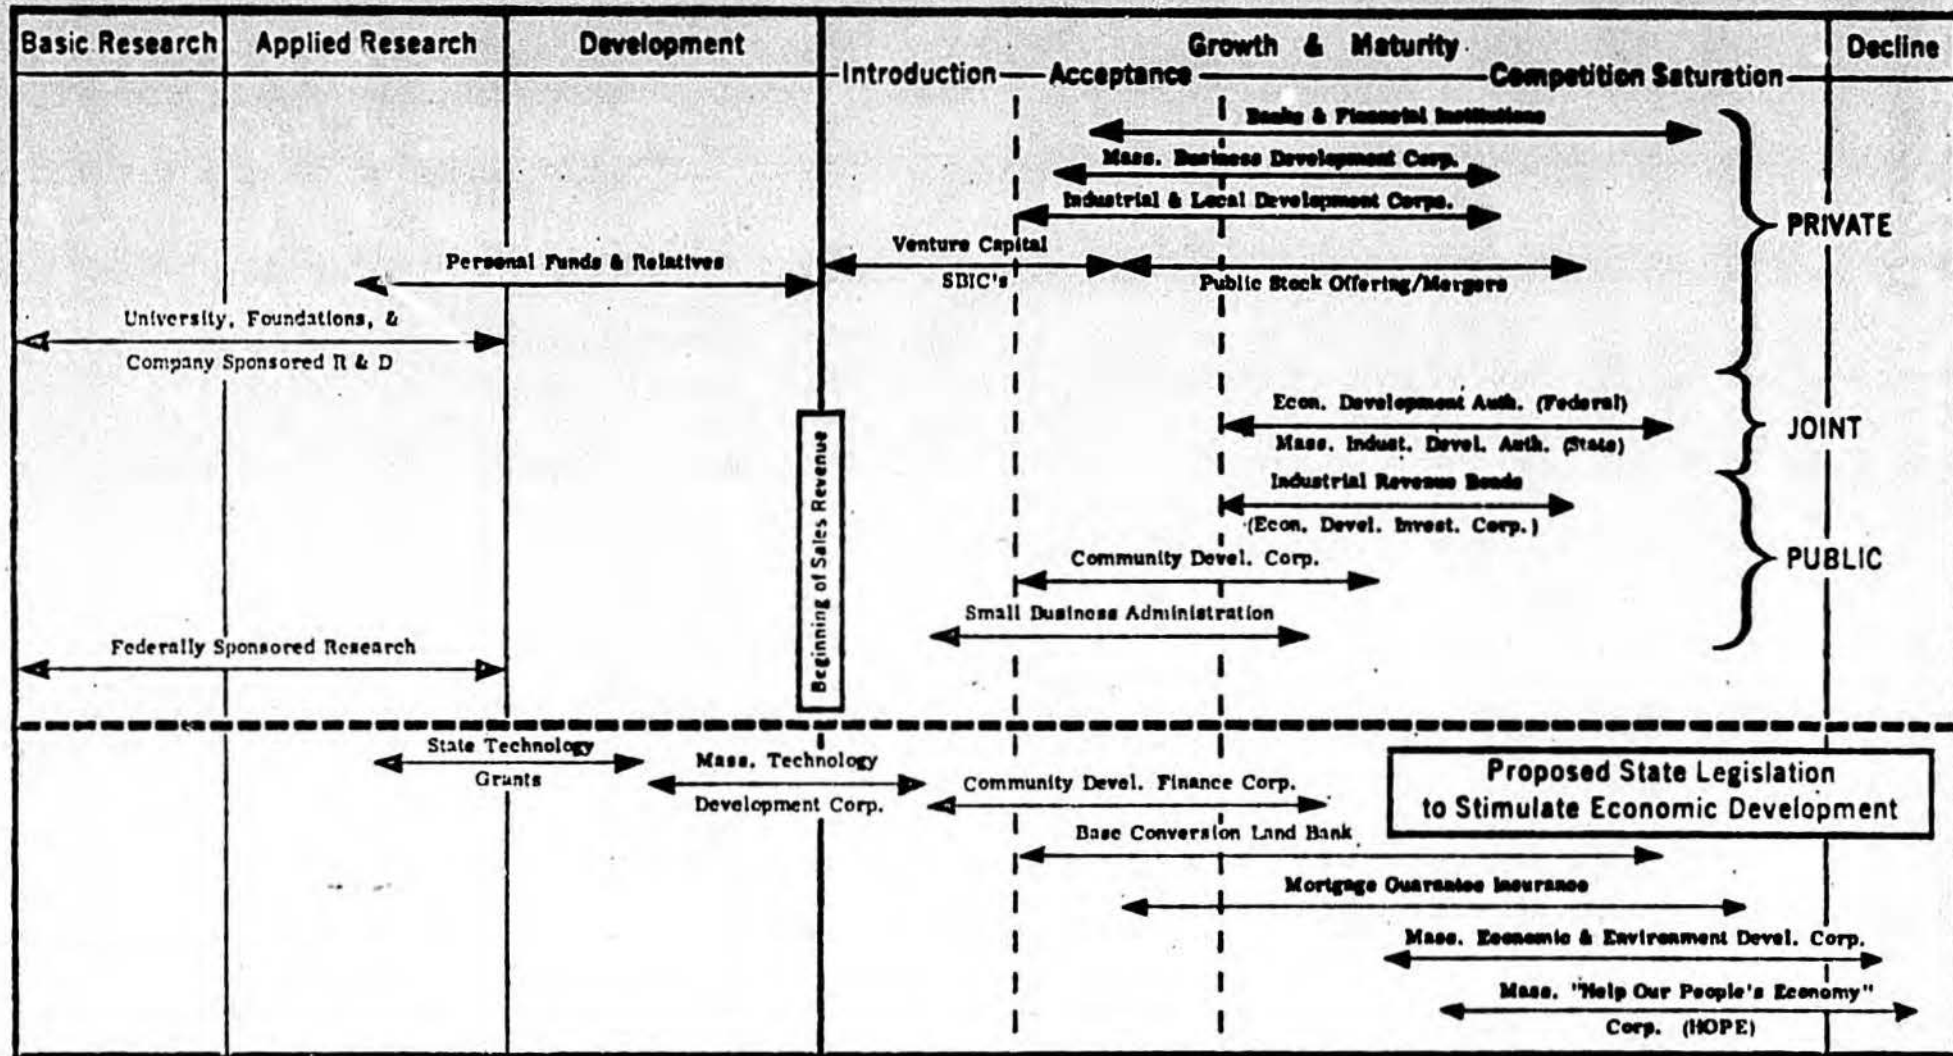 Basic Research
Applied Research
Development
Growth & Maturity
Decline
Introduction
Acceptance
Competition Saturation
Banks & Financial Institutions
Mass. Business Development Corp.
Industrial & Local Development Corps.
PRIVATE
Venture Capital
SBIC's
Public Stock Offering/Mergers
Personal Funds & Relatives
University, Foundations, &
Company Sponsored R & D
Econ. Development Auth. (Federal)
Mass. Indust. Devel. Auth. (State)
JOINT
Industrial Revenue Bonds
(Econ. Devel. Invest. Corp.)
Community Devel. Corp.
PUBLIC
Small Business Administration
Federally Sponsored Research
Beginning of Sales Revenue
State Technology
Grants
Mass. Technology
Development Corp.
Community Devel. Finance Corp.
Proposed State Legislation
to Stimulate Economic Development
Base Conversion Land Bank
Mortgage Guarantee Insurance
Mass. Economic & Environment Devel. Corp.
Mass. "Help Our People's Economy"
Corp. (HOPE)